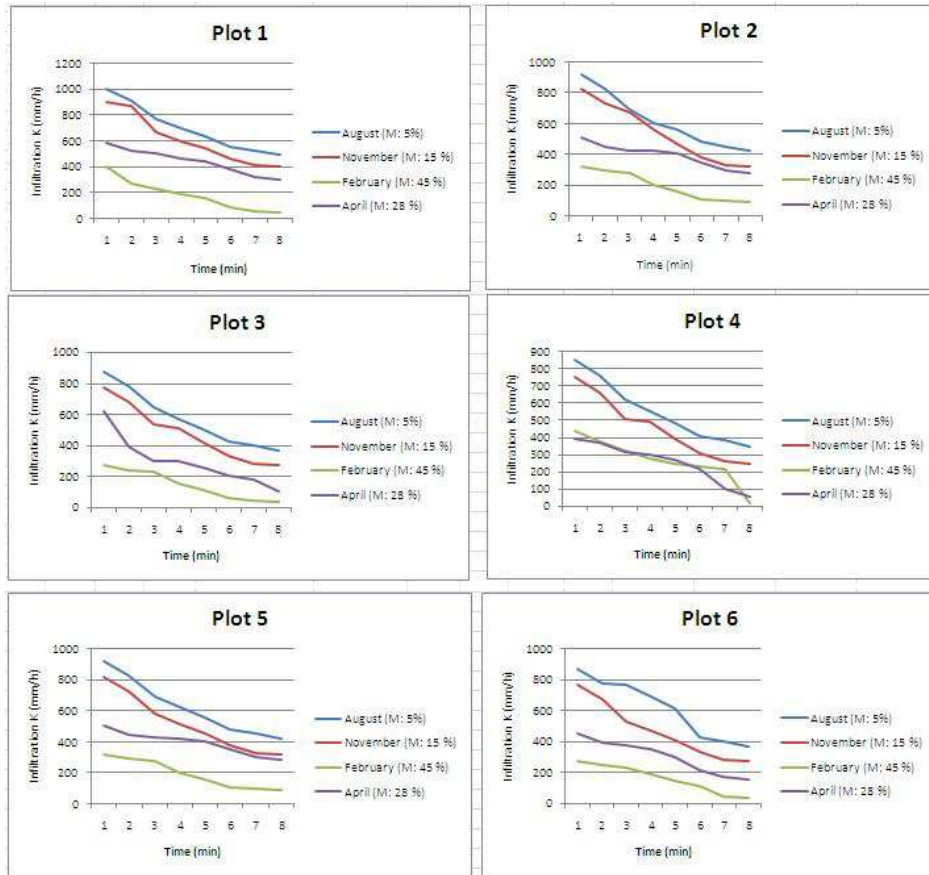 Plot 1
Infiltration K (mm/h)
1200
1000
800
600
400
200
0
1 2 3 4 5 6 7 8
Time (min)
August (M: 5%)
November (M: 15 %)
February (M: 45 %)
April (M: 28 %)
Plot 2
Infiltration K (mm/h)
1000
800
600
400
200
0
1 2 3 4 5 6 7 8
Time (min)
August (M: 5%)
November (M: 15 %)
February (M: 45 %)
April (M: 28 %)
Plot 3
Infiltration K (mm/h)
1000
800
600
400
200
0
1 2 3 4 5 6 7 8
Time (min)
August (M: 5%)
November (M: 15 %)
February (M: 45 %)
April (M: 28 %)
Plot 4
Infiltration K (mm/h)
900
800
700
600
500
400
300
200
100
0
1 2 3 4 5 6 7 8
Time (min)
August (M: 5%)
November (M: 15 %)
February (M: 45 %)
April (M: 28 %)
Plot 5
Infiltration K (mm/h)
1000
800
600
400
200
0
1 2 3 4 5 6 7 8
Time (min)
August (M: 5%)
November (M: 15 %)
February (M: 45 %)
April (M: 28 %)
Plot 6
Infiltration K (mm/h)
1000
800
600
400
200
0
1 2 3 4 5 6 7 8
Time (min)
August (M: 5%)
November (M: 15 %)
February (M: 45 %)
April (M: 28 %)